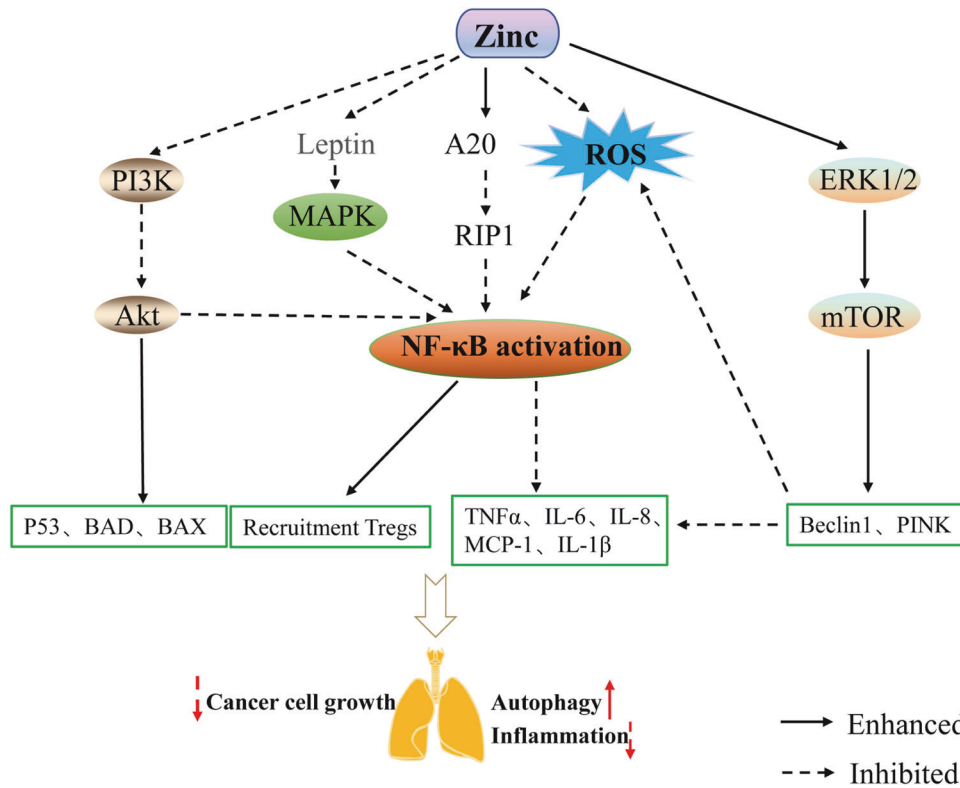 Zinc
Leptin
A20
ROS
PI3K
ERK1/2
MAPK
RIP1
Akt
mTOR
NF-κB activation
P53、BAD、BAX
Recruitment Tregs
TNFα、IL-6、IL-8、
MCP-1、IL-1β
Beclin1、PINK
Cancer cell growth
Autophagy
Inflammation
Enhanced
Inhibited